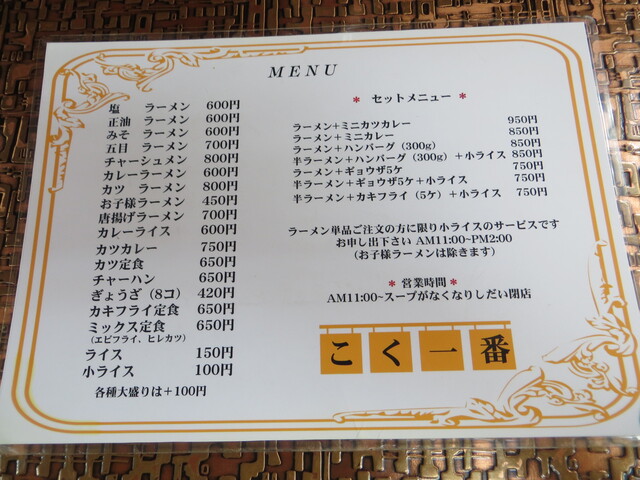 MENU
塩 ラーメン 600円
正油 ラーメン 600円
みそ ラーメン 600円
五目 ラーメン 700円
チャーシュメン 800円
カレーラーメン 600円
カツ ラーメン 800円
お子様ラーメン 450円
唐揚げラーメン 700円
カレーライス 600円
カツカレー 750円
カツ定食 650円
チャーハン 650円
ぎょうざ（8コ） 420円
カキフライ定食 650円
ミックス定食 650円
（エビフライ、ヒレカツ）
ライス 150円
小ライス 100円
各種大盛りは＋100円
* セットメニュー *
ラーメン＋ミニカツカレー 950円
ラーメン＋ミニカレー 850円
ラーメン＋ハンバーグ（300g） 850円
半ラーメン＋ハンバーグ（300g）＋小ライス 850円
ラーメン＋ギョウザ5ケ 750円
半ラーメン＋ギョウザ5ケ＋小ライス 750円
半ラーメン＋カキフライ（5ケ）＋小ライス 750円
ラーメン単品ご注文の方に限り小ライスのサービスです
お申し出下さい AM11:00~PM2:00
（お子様ラーメンは除きます）
* 営業時間 *
AM11:00~スープがなくなりしだい閉店
こく一番